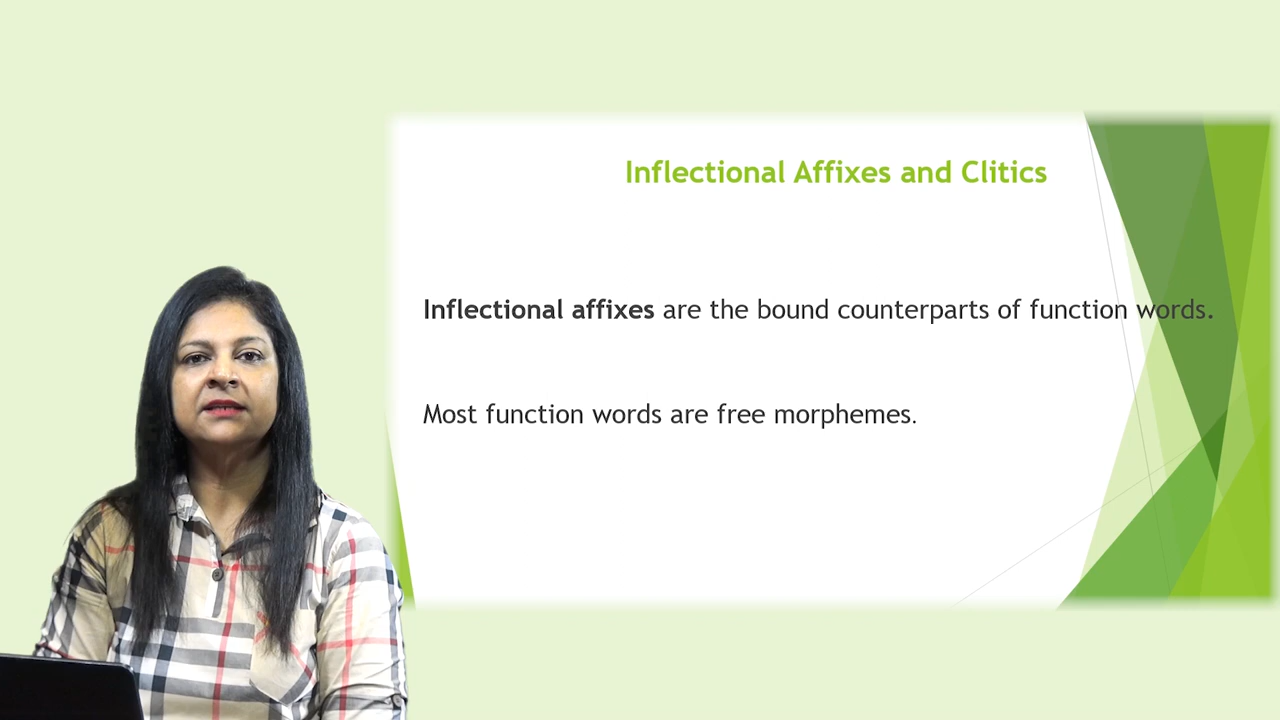 Inflectional Affixes and Clitics
Inflectional affixes are the bound counterparts of function words.
Most function words are free morphemes.